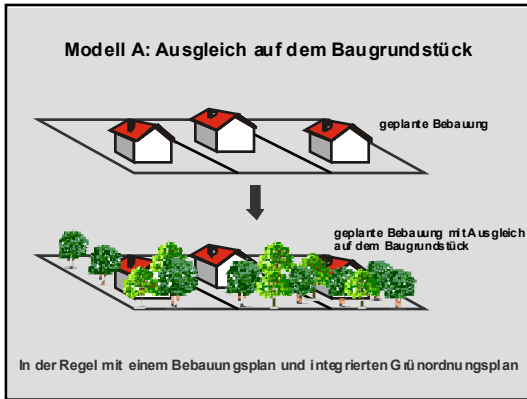 Modell A: Ausgleich auf dem Baugrundstück
geplante Bebauung
geplante Bebauung mit Ausgleich
auf dem Baugrundstück
In der Regel mit einem Bebauungsplan und integrierten Grünordnungsplan